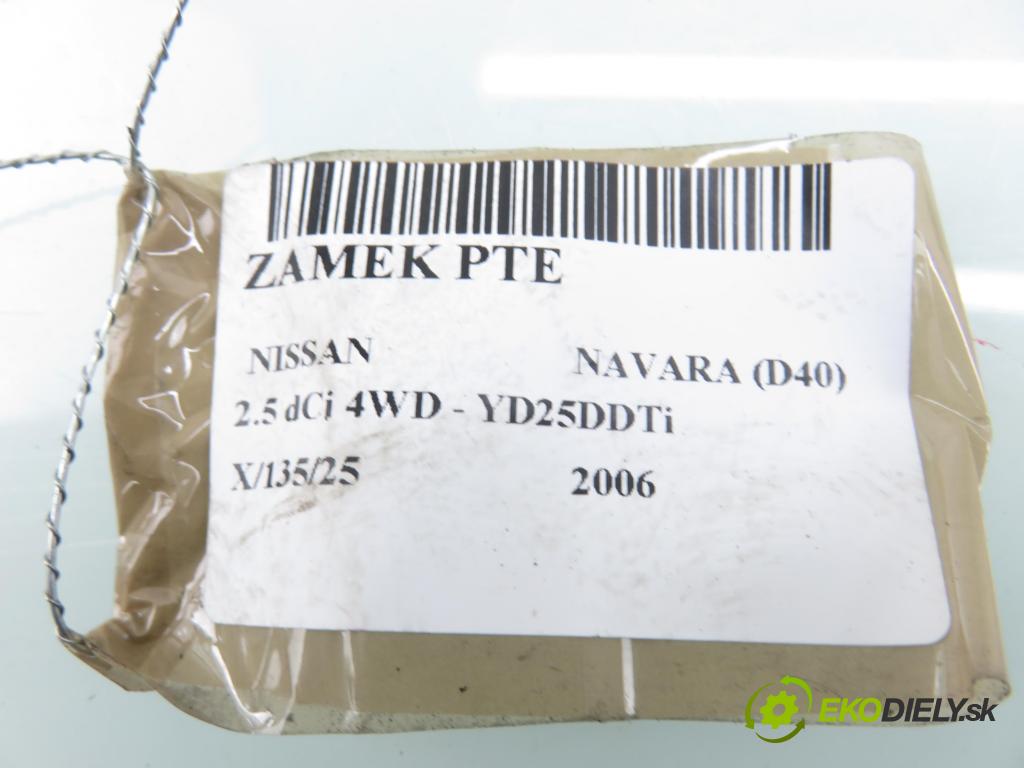 ZAMEK PTE
NISSAN NAVARA (D40)
2.5 dCi 4WD - YD25DDTi
X/135/25 2006
EKODIELY.sk